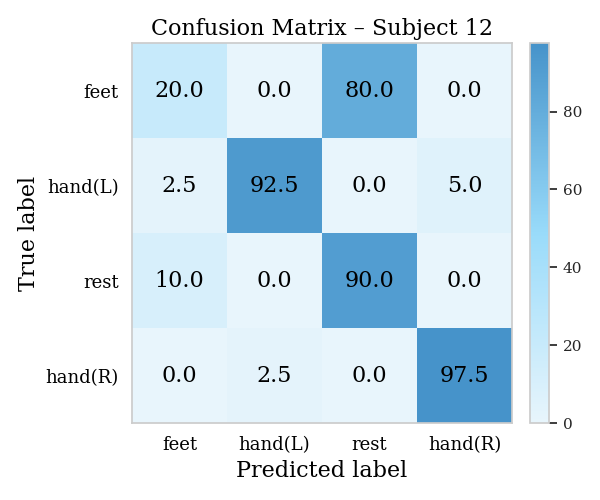 Confusion Matrix – Subject 12
feet 20.0 0.0 80.0 0.0
hand(L) 2.5 92.5 0.0 5.0
rest 10.0 0.0 90.0 0.0
hand(R) 0.0 2.5 0.0 97.5
feet hand(L) rest hand(R)
Predicted label
True label
80
60
40
20
0